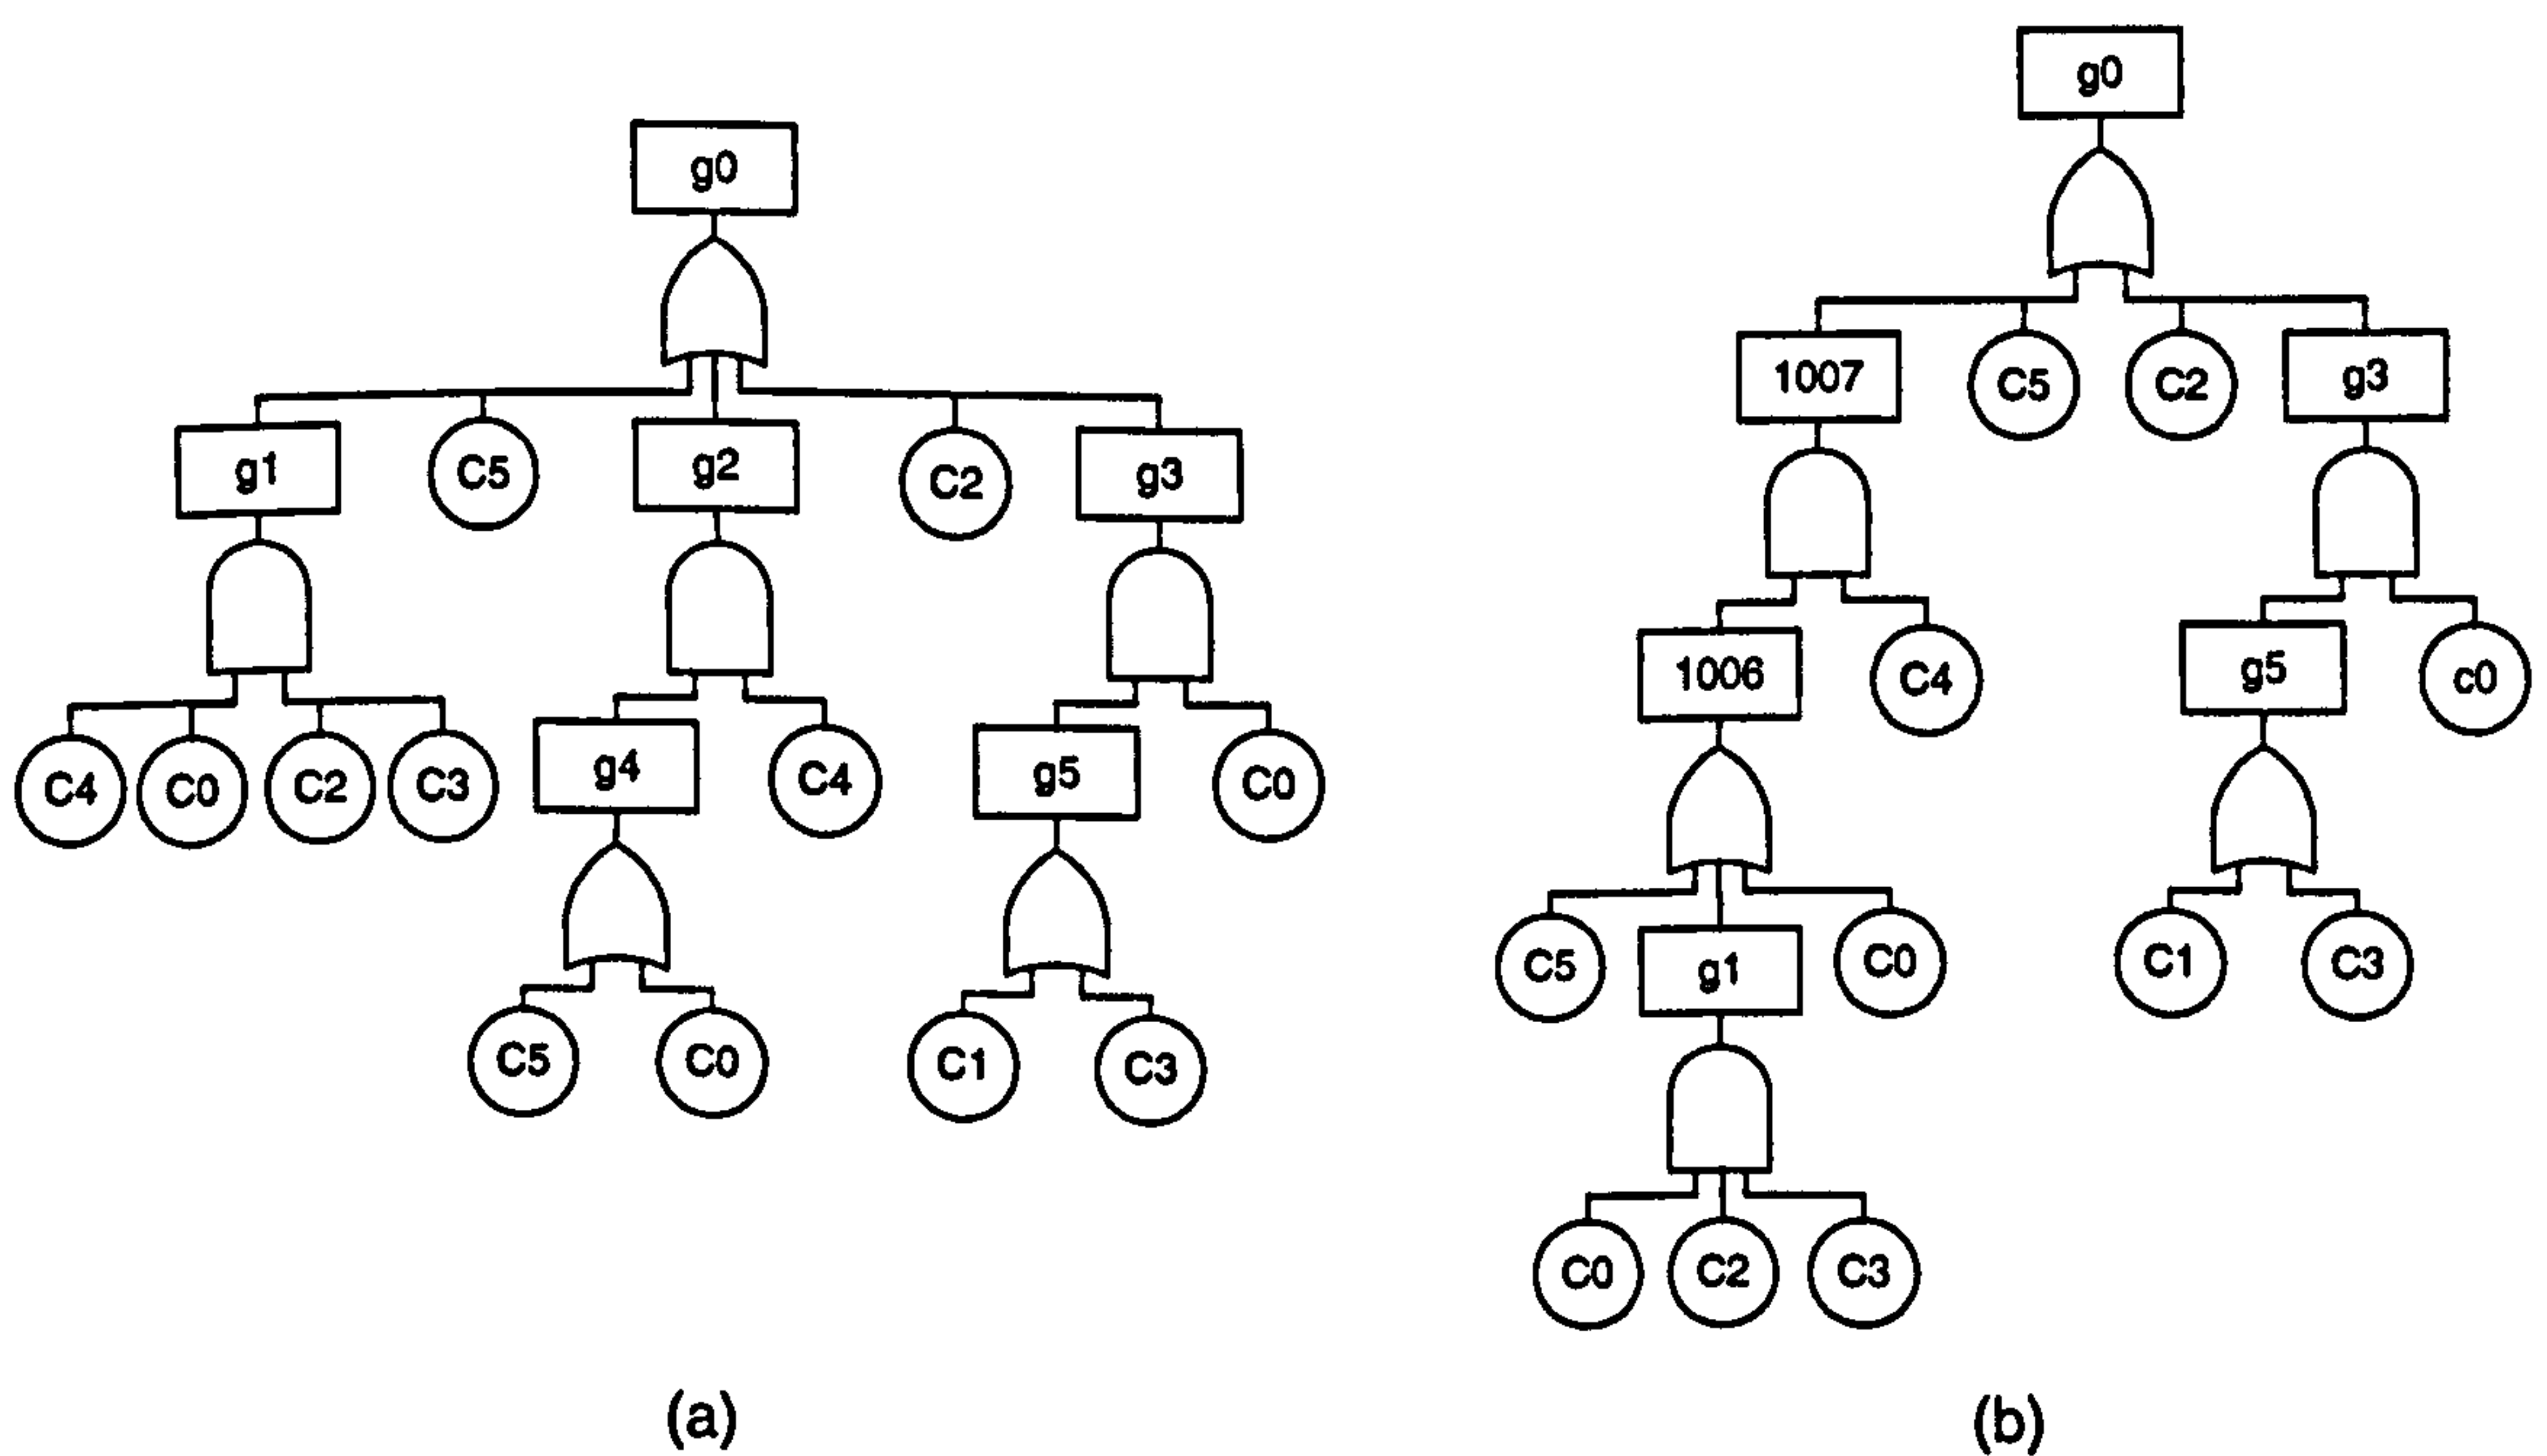 g0
g1 C5 g2 C2 g3
C4 C0 C2 C3 g4 C4 g5 C0
C5 C0 C1 C3
(a)
g0
1007 C5 C2 g3
1006 C4 g5 c0
C5 g1 C0 C1 C3
C0 C2 C3
(b)